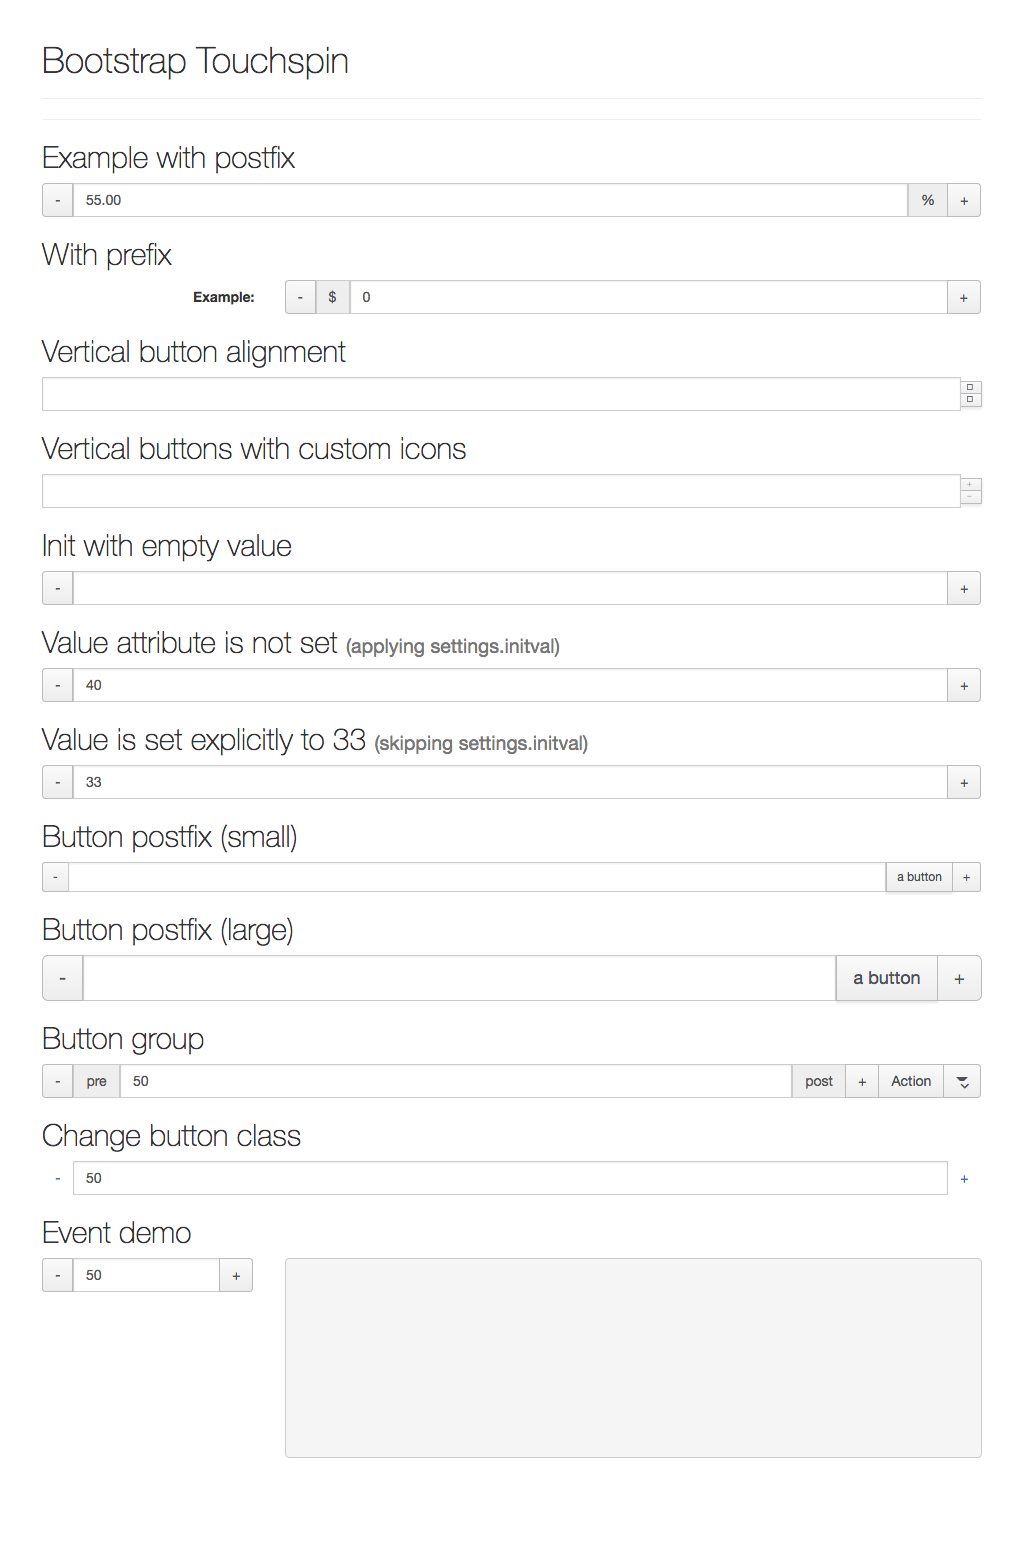 Bootstrap Touchspin
Example with postfix
- 55.00 % +
With prefix
Example: - $ 0 +
Vertical button alignment
Vertical buttons with custom icons
+
-
Init with empty value
- +
Value attribute is not set (applying settings.initval)
- 40 +
Value is set explicitly to 33 (skipping settings.initval)
- 33 +
Button postfix (small)
- a button +
Button postfix (large)
- a button +
Button group
- pre 50 post + Action
Change button class
- 50 +
Event demo
- 50 +